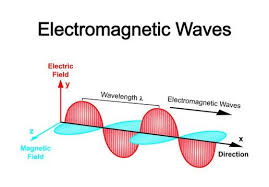 Electromagnetic Waves
Electric
Field
y
Wavelength λ
Electromagnetic Waves
z
x
Magnetic
Field
Direction